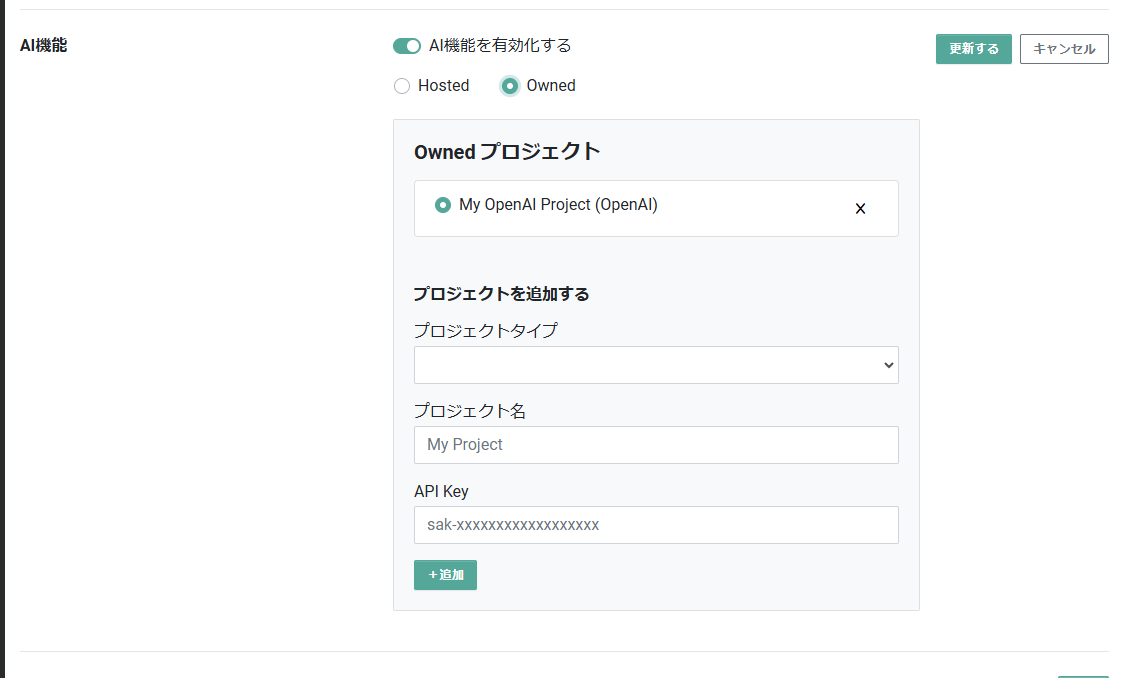 AI機能
AI機能を有効化する
更新する
キャンセル
Hosted
Owned
Owned プロジェクト
My OpenAI Project (OpenAI)
x
プロジェクトを追加する
プロジェクトタイプ
プロジェクト名
My Project
API Key
sak-xxxxxxxxxxxxxxxxxx
+追加